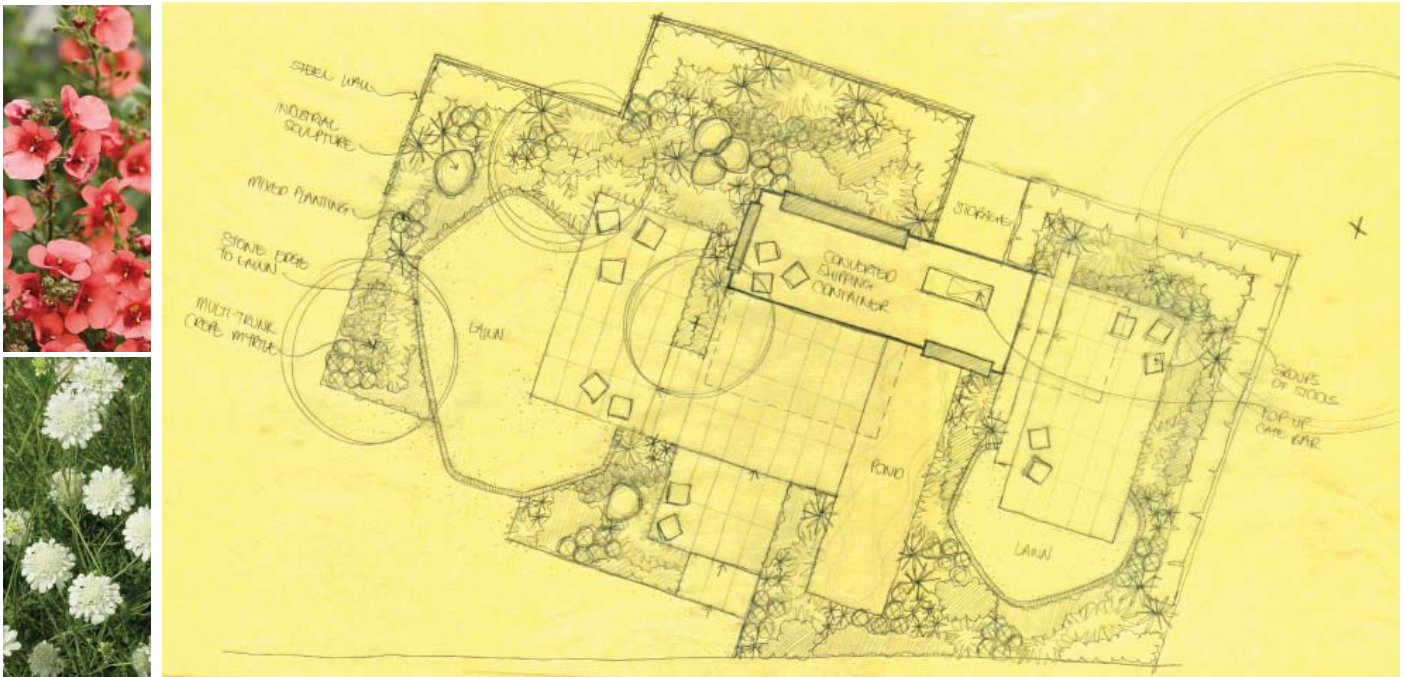 STEEL WALL
INDUSTRIAL
SCULPTURE
MIXED PLANTING
STONE EDGE
TO LAWN
MULTI-TRUNK
CREPE MYRTLE
LAWN
CONVERTED
SHIPPING
CONTAINER
STORAGE
POND
LAWN
GROUPS
OF STOOLS
POP UP
CAFE BAR